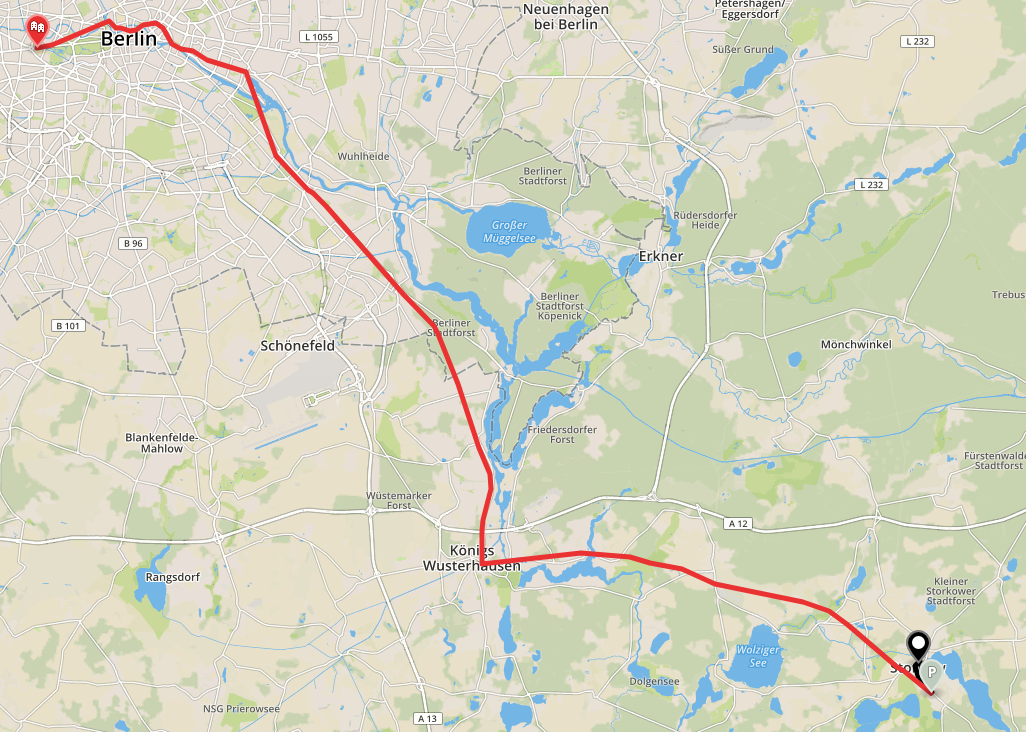 Neuenhagen
bei Berlin
Petershagen/
Eggersdorf
L 1055
Berlin
L 232
Süßer Grund
Wuhlheide
Berliner
Stadtforst
L 232
Großer
Müggelsee
Rüdersdorfer
Heide
B 96
Erkner
Berliner
Stadtforst
Köpenick
Trebus
B 101
Berliner
Stadtforst
Schönefeld
Mönchwinkel
Blankenfelde-
Mahlow
Friedersdorfer
Forst
Fürstenwalde
Stadtforst
Wüstemarker
Forst
A 12
Königs
Wusterhausen
Rangsdorf
Kleiner
Storkower
Stadtforst
Wolziger
See
P
Dolgensee
NSG Prierowsee
A 13